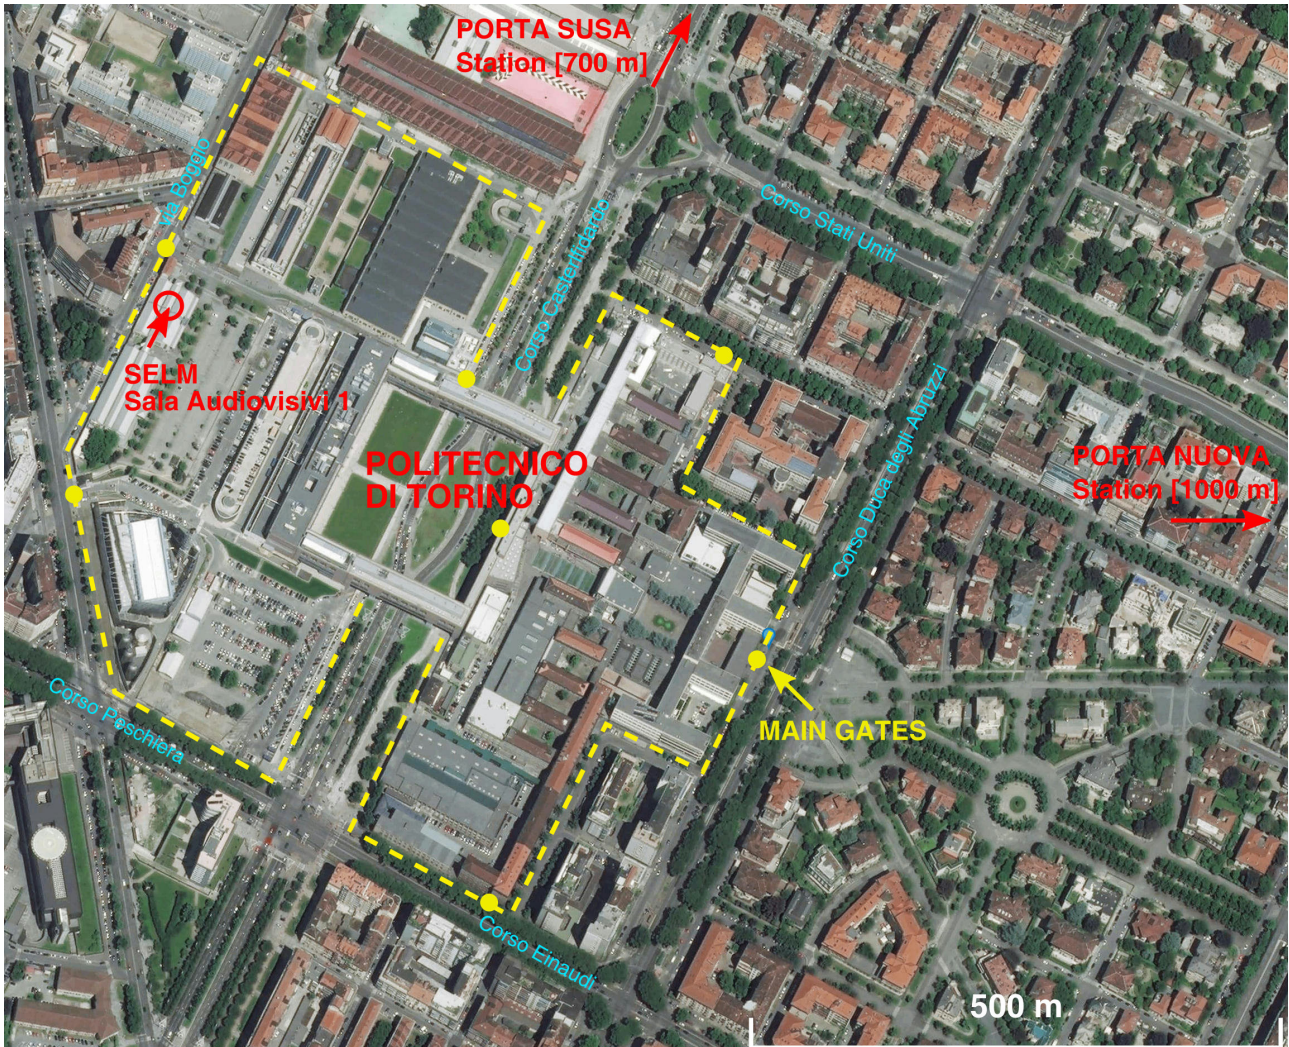 PORTA SUSA
Station [700 m]
via Boggio
Corso Stati Uniti
Corso Castelfidardo
SELM
Sala Audiovisivi 1
Corso Duca degli Abruzzi
POLITECNICO
DI TORINO
PORTA NUOVA
Station [1000 m]
Corso Peschiera
MAIN GATES
Corso Einaudi
500 m